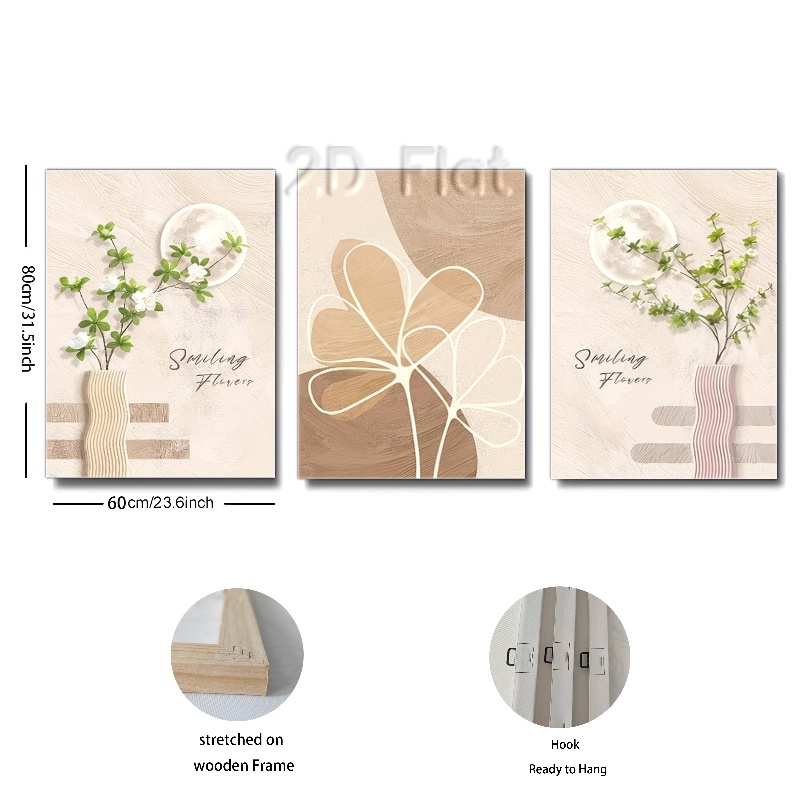 2.D Flat
80cm/31.5inch
Smiling
Flowers
Smiling
Flowers
60cm/23.6inch
stretched on
wooden Frame
Hook
Ready to Hang